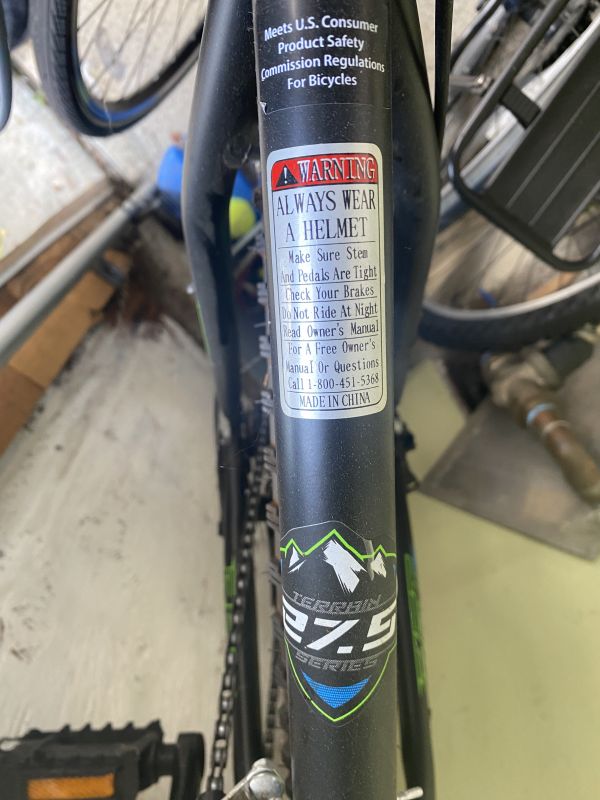 Meets U.S. Consumer
Product Safety
Commission Regulations
For Bicycles
WARNING
ALWAYS WEAR
A HELMET
Make Sure Stem
And Pedals Are Tight
Check Your Brakes
Do Not Ride At Night
Read Owner's Manual
For A Free Owner's
Manual Or Questions
Call 1-800-451-5368
MADE IN CHINA
TERRAIN
27.5
SERIES